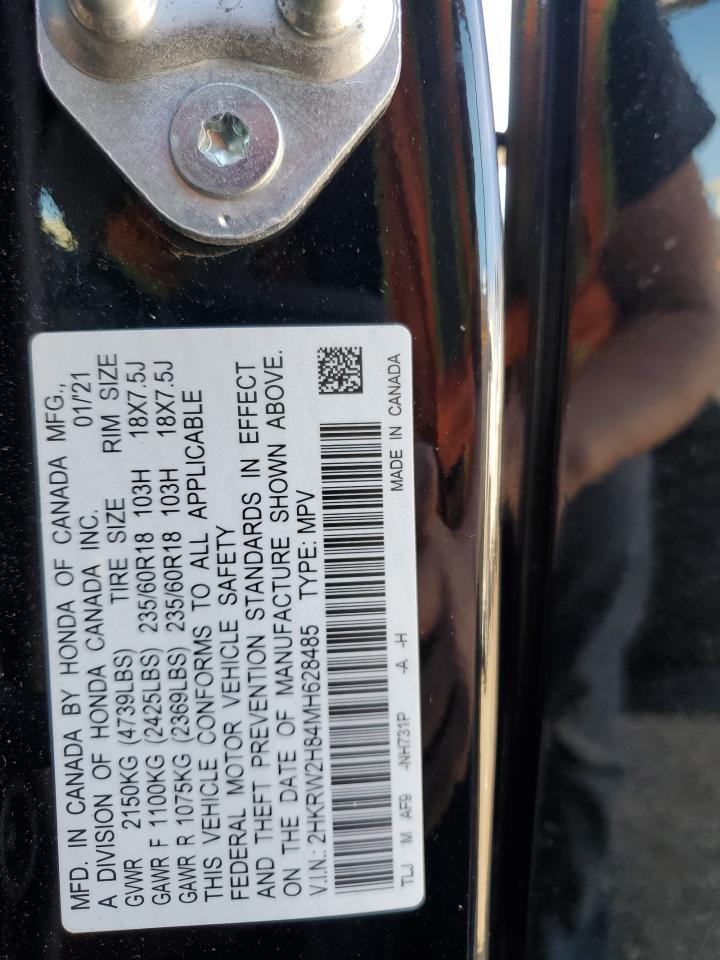 MFD. IN CANADA BY HONDA OF CANADA MFG.,
A DIVISION OF HONDA CANADA INC. 01/'21
GVWR 2150KG (4739LBS) TIRE SIZE RIM SIZE
GAWR F 1100KG (2425LBS) 235/60R18 103H 18X7.5J
GAWR R 1075KG (2369LBS) 235/60R18 103H 18X7.5J
THIS VEHICLE CONFORMS TO ALL APPLICABLE
FEDERAL MOTOR VEHICLE SAFETY
AND THEFT PREVENTION STANDARDS IN EFFECT
ON THE DATE OF MANUFACTURE SHOWN ABOVE.
V.I.N.: 2HKRW2H84MH628485 TYPE: MPV
TLJ M AF9 -NH731P -A -H MADE IN CANADA